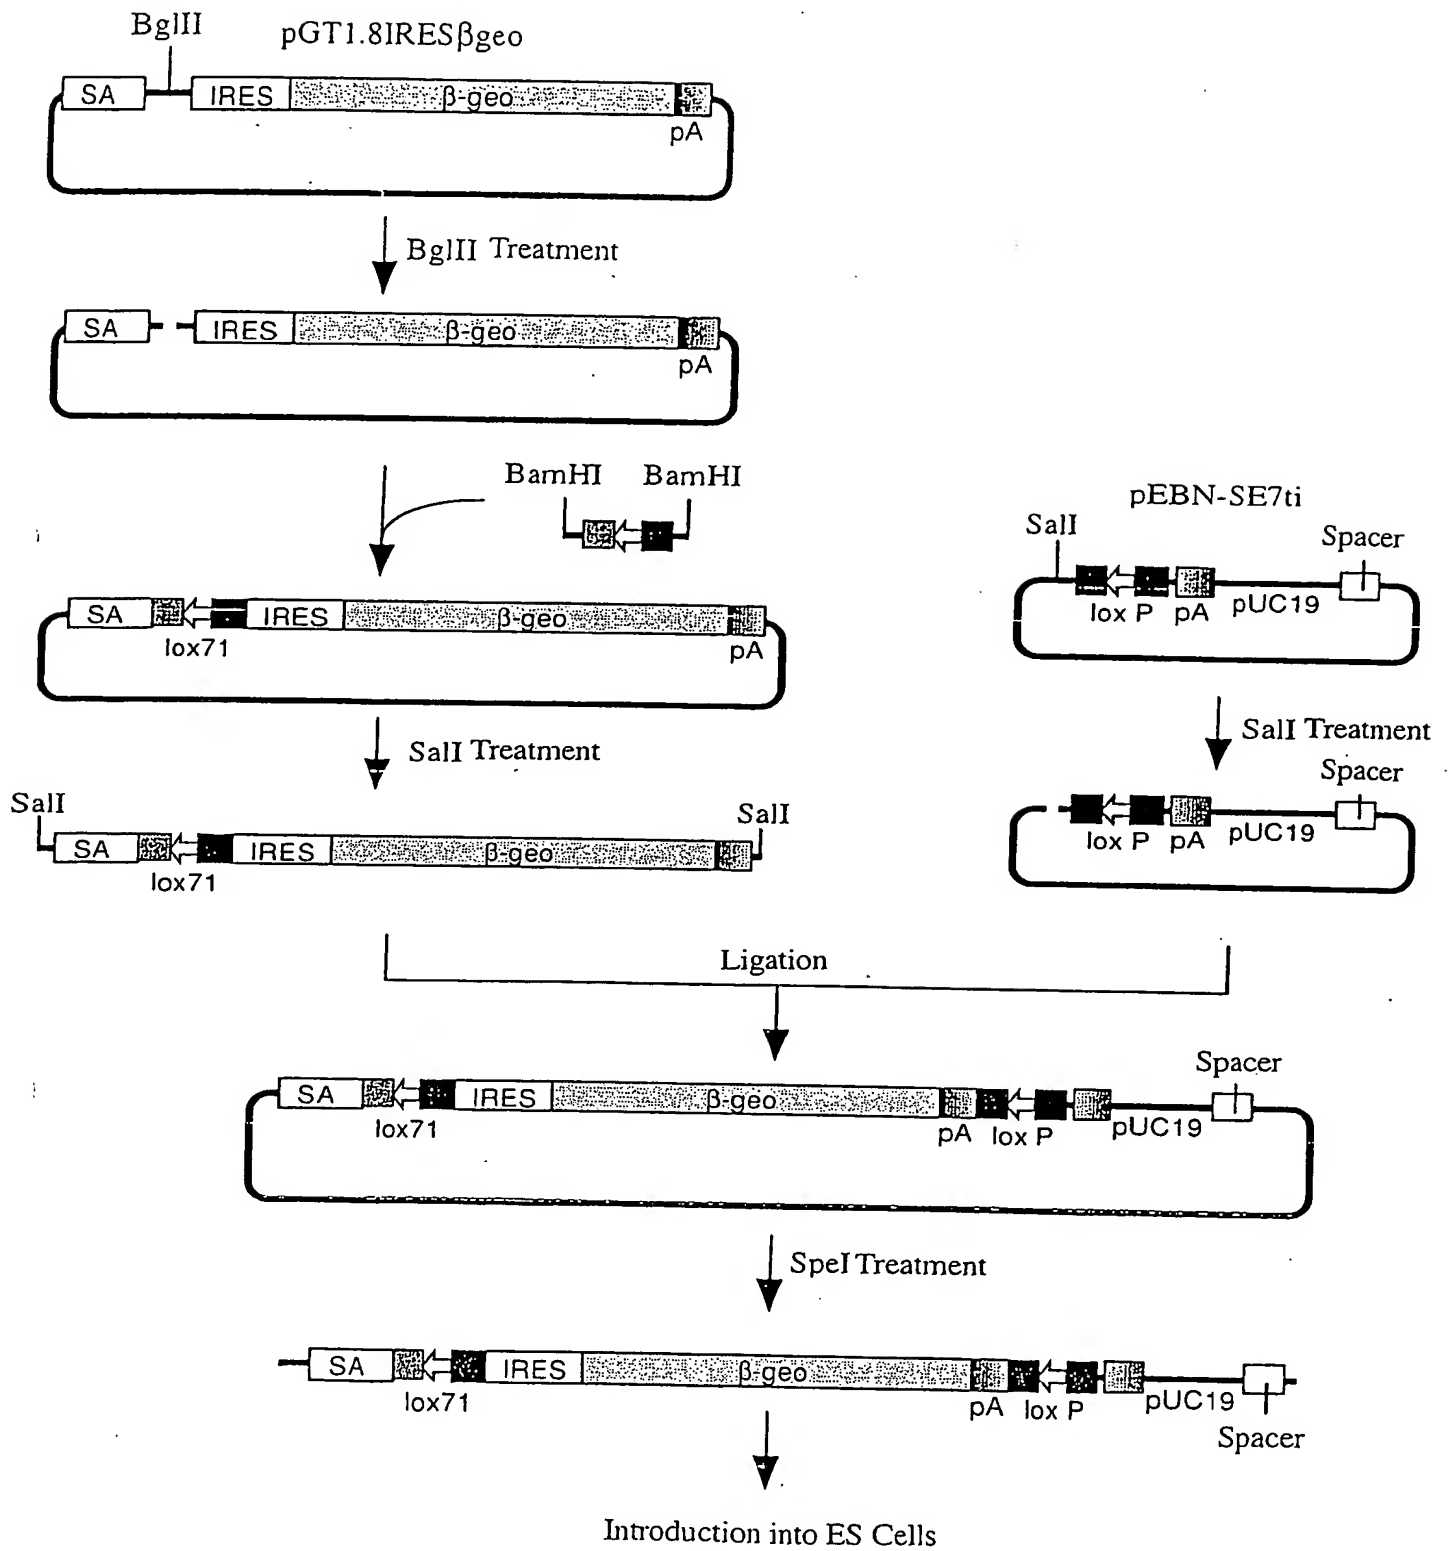 BglII
pGT1.8IRESβgeo
SA
IRES
β-geo
pA
BglII Treatment
SA
IRES
β-geo
pA
BamHI
BamHI
pEBN-SE7ti
SalI
Spacer
lox P
pA
pUC19
SA
IRES
β-geo
lox71
pA
SalI Treatment
SalI Treatment
SalI
SalI
Spacer
SA
IRES
β-geo
lox71
lox P
pA
pUC19
Ligation
Spacer
SA
IRES
β-geo
lox71
pA
lox P
pUC19
SpeI Treatment
SA
IRES
β-geo
lox71
pA
lox P
pUC19
Spacer
Introduction into ES Cells